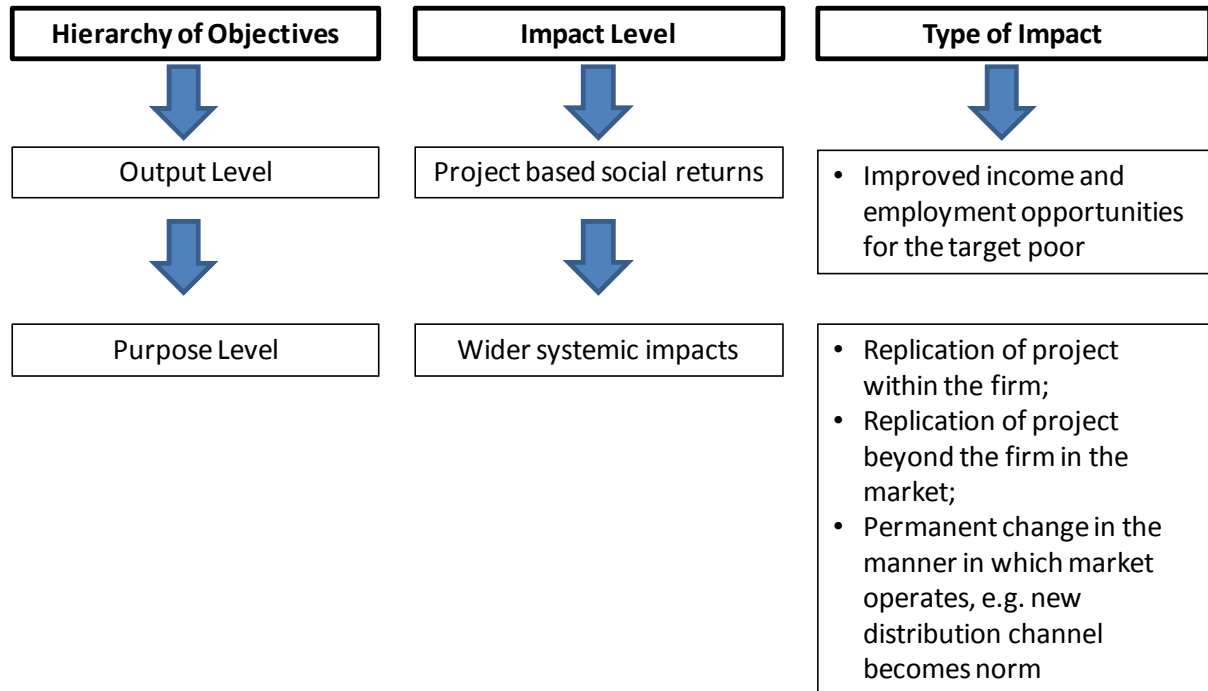 Hierarchy of Objectives
Impact Level
Type of Impact
Output Level
Project based social returns
• Improved income and
employment opportunities
for the target poor
Purpose Level
Wider systemic impacts
• Replication of project
within the firm;
• Replication of project
beyond the firm in the
market;
• Permanent change in the
manner in which market
operates, e.g. new
distribution channel
becomes norm